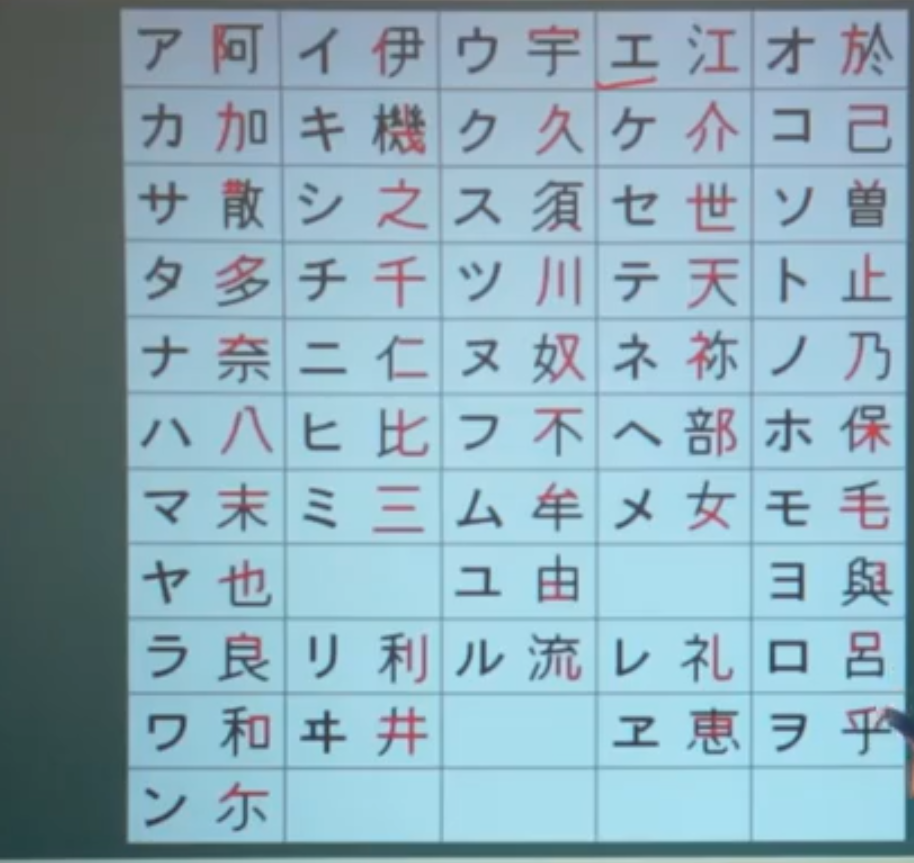 ア 阿 イ 伊 ウ 宇 エ 江 オ 於
カ 加 キ 機 ク 久 ケ 介 コ 己
サ 散 シ 之 ス 須 セ 世 ソ 曽
タ 多 チ 千 ツ 川 テ 天 ト 止
ナ 奈 ニ 仁 ヌ 奴 ネ 祢 ノ 乃
ハ 八 ヒ 比 フ 不 ヘ 部 ホ 保
マ 末 ミ 三 ム 牟 メ 女 モ 毛
ヤ 也 ユ 由 ヨ 與
ラ 良 リ 利 ル 流 レ 礼 ロ 呂
ワ 和 ヰ 井 ヱ 恵 ヲ 乎
ン 尓